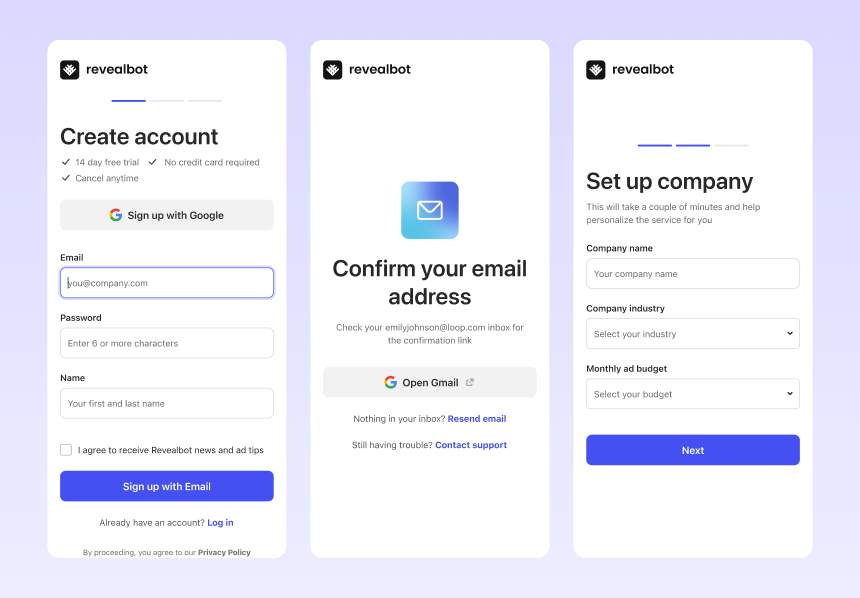 revealbot
Create account
14 day free trial
No credit card required
Cancel anytime
Sign up with Google
Email
you@company.com
Password
Enter 6 or more characters
Name
Your first and last name
I agree to receive Revealbot news and ad tips
Sign up with Email
Already have an account? Log in
By proceeding, you agree to our Privacy Policy
revealbot
Confirm your email
address
Check your emilyjohnson@loop.com inbox for
the confirmation link
Open Gmail
Nothing in your inbox? Resend email
Still having trouble? Contact support
revealbot
Set up company
This will take a couple of minutes and help
personalize the service for you
Company name
Your company name
Company industry
Select your industry
Monthly ad budget
Select your budget
Next